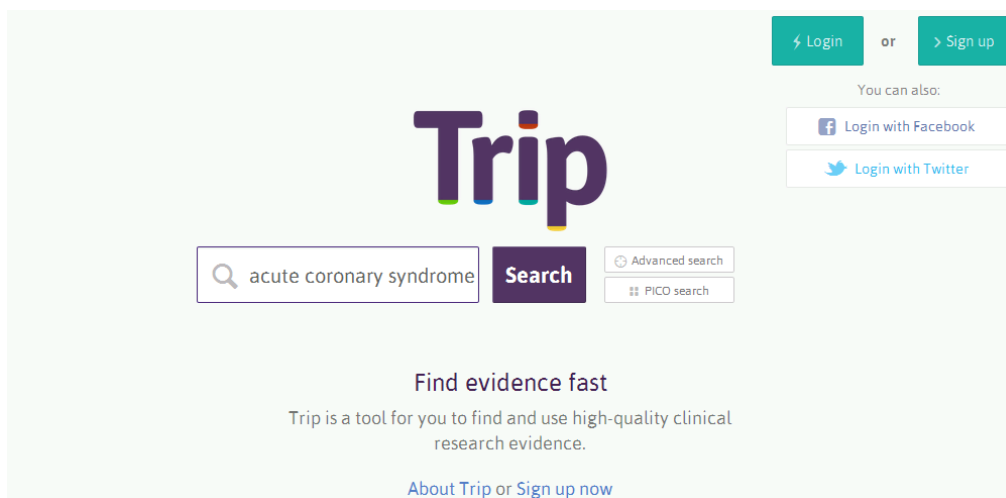 Login or Sign up
You can also:
Login with Facebook
Login with Twitter
Trip
acute coronary syndrome
Search
Advanced search
PICO search
Find evidence fast
Trip is a tool for you to find and use high-quality clinical
research evidence.
About Trip or Sign up now